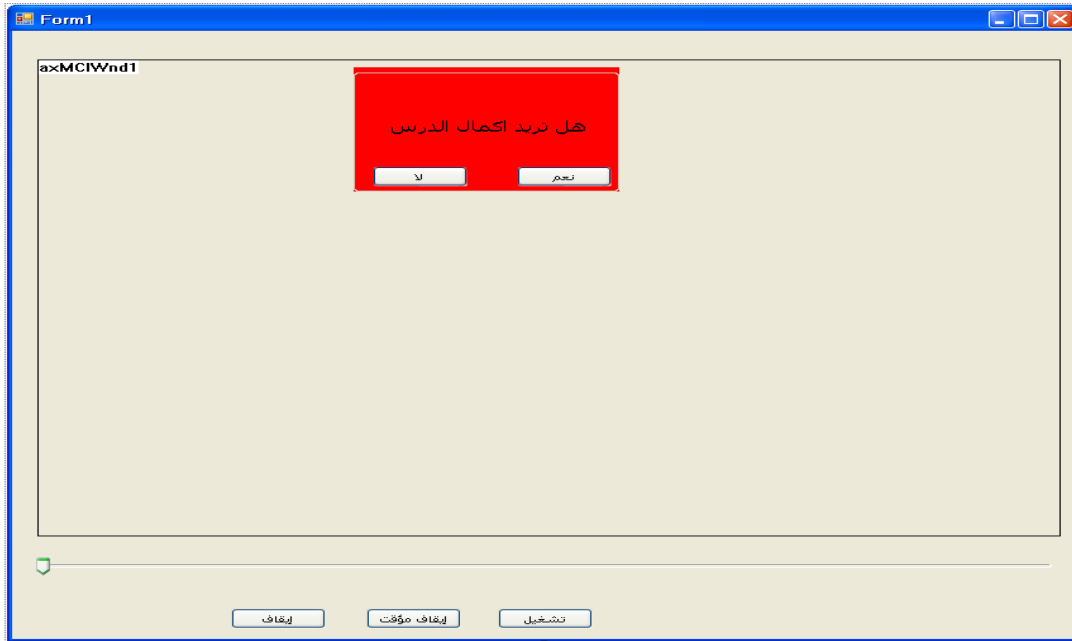 Form1
axMCIWnd1
هل تريد اكمال الدرس
نعم
لا
تشغيل
إيقاف مؤقت
إيقاف